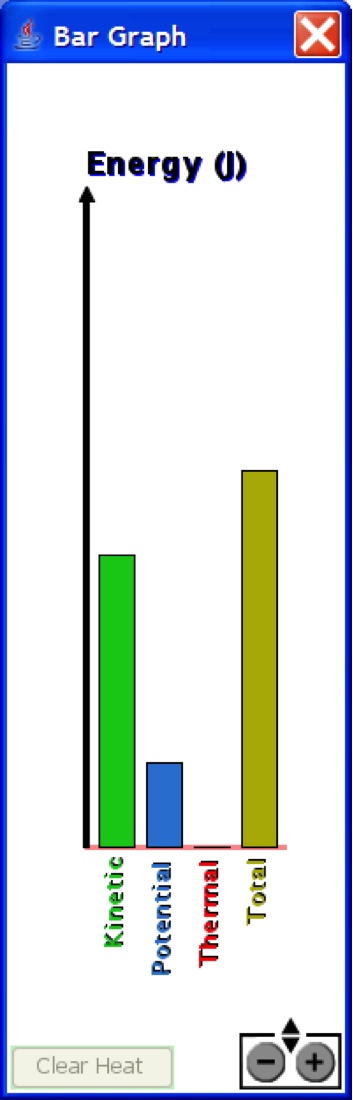 Bar Graph
Energy (J)
Kinetic
Potential
Thermal
Total
Clear Heat